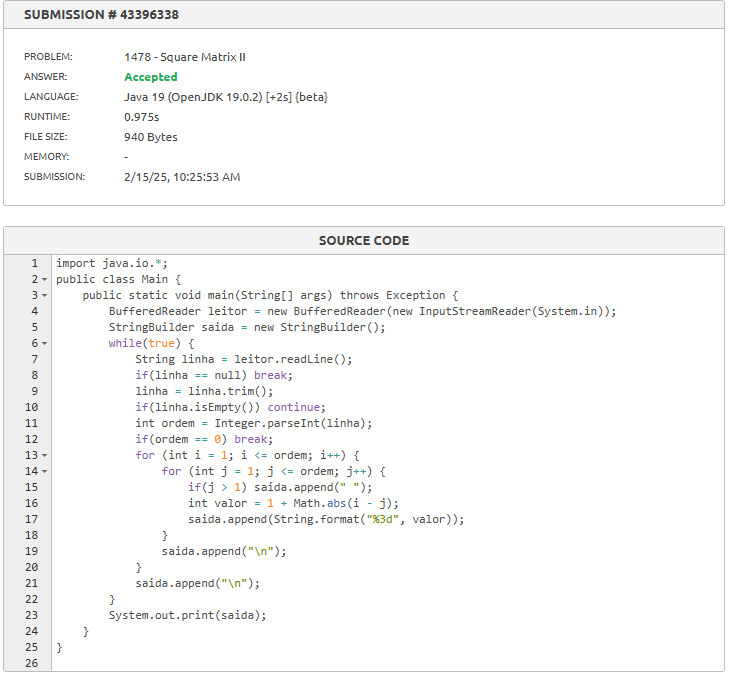 SUBMISSION # 43396338
PROBLEM: 1478 - Square Matrix II
ANSWER: Accepted
LANGUAGE: Java 19 (OpenJDK 19.0.2) [+2s] {beta}
RUNTIME: 0.975s
FILE SIZE: 940 Bytes
MEMORY: -
SUBMISSION: 2/15/25, 10:25:53 AM
SOURCE CODE
1 import java.io.*;
2 public class Main {
3     public static void main(String[] args) throws Exception {
4         BufferedReader leitor = new BufferedReader(new InputStreamReader(System.in));
5         StringBuilder saida = new StringBuilder();
6         while(true) {
7             String linha = leitor.readLine();
8             if(linha == null) break;
9             linha = linha.trim();
10             if(linha.isEmpty()) continue;
11             int ordem = Integer.parseInt(linha);
12             if(ordem == 0) break;
13             for (int i = 1; i <= ordem; i++) {
14                 for (int j = 1; j <= ordem; j++) {
15                     if(j > 1) saida.append(" ");
16                     int valor = 1 + Math.abs(i - j);
17                     saida.append(String.format("%3d", valor));
18                 }
19                 saida.append("\n");
20             }
21             saida.append("\n");
22         }
23         System.out.print(saida);
24     }
25 }
26